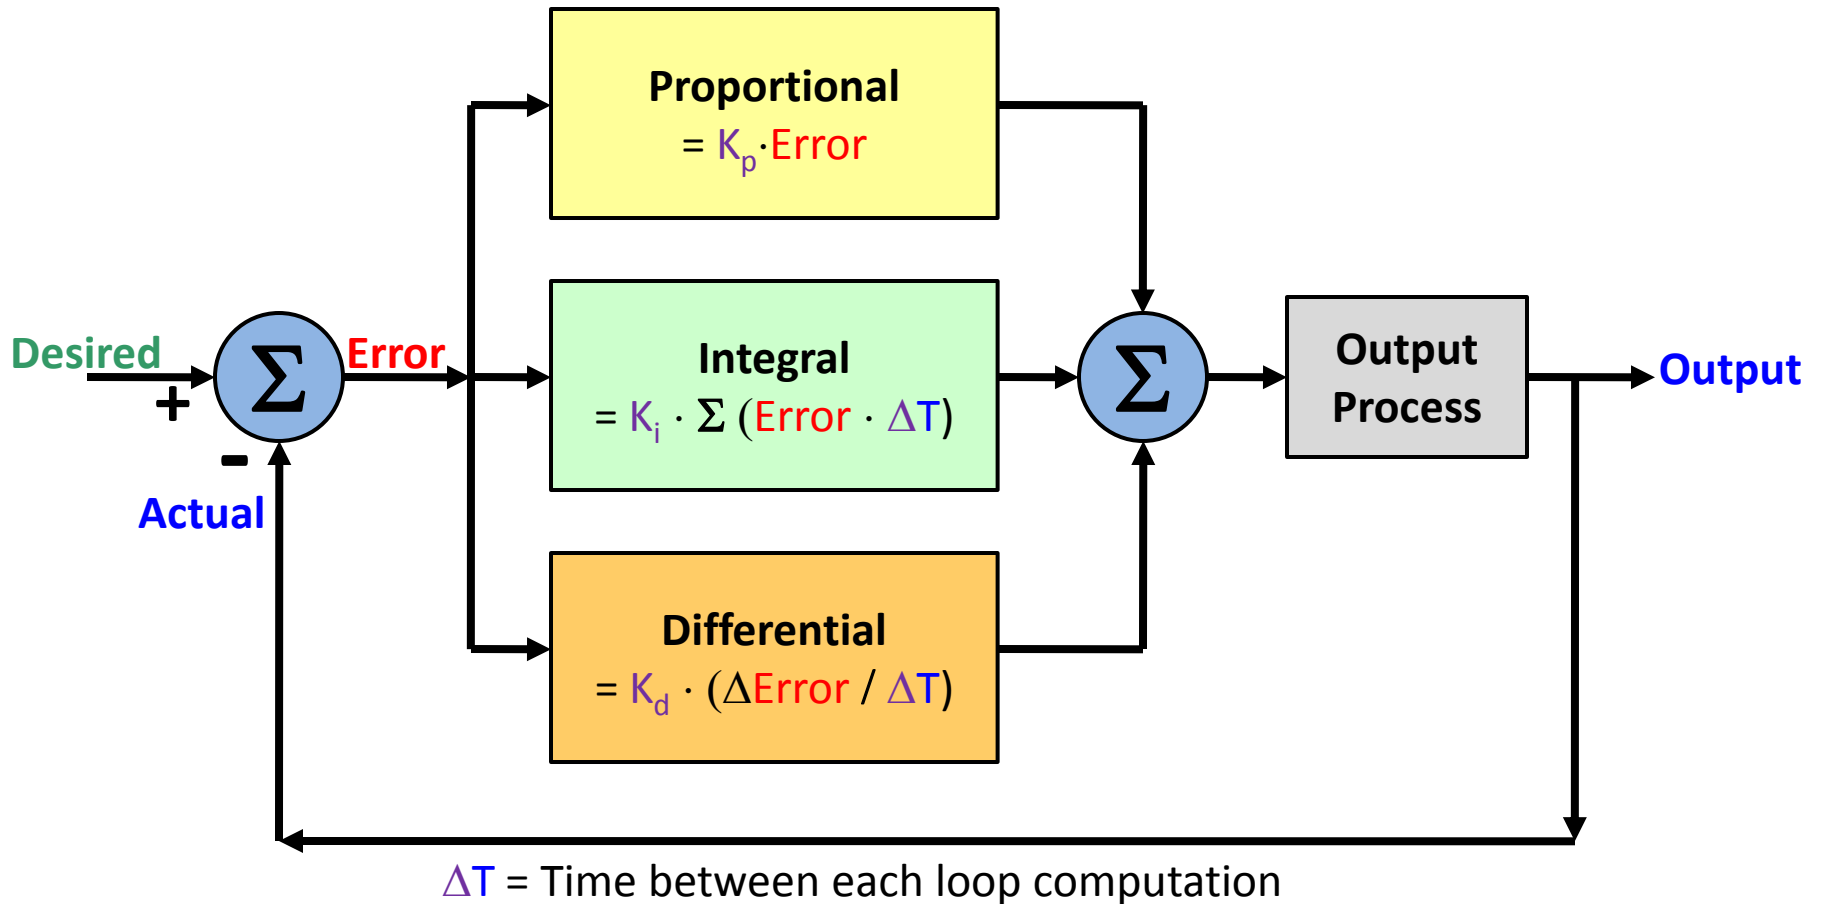 Proportional
= Kp·Error
Desired
+
Σ
-
Error
Actual
Integral
= Ki · Σ (Error · ΔT)
Σ
Output
Process
Output
Differential
= Kd · (ΔError / ΔT)
ΔT = Time between each loop computation